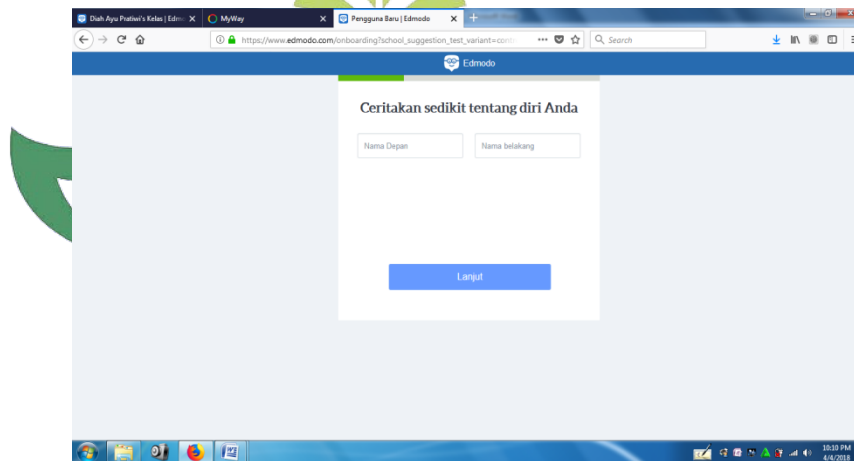 Diah Ayu Pratiwi's Kelas | Edmo
MyWay
Pengguna Baru | Edmodo
https://www.edmodo.com/onboarding?school_suggestion_test_variant=cont
Search
Edmodo
Ceritakan sedikit tentang diri Anda
Nama Depan
Nama belakang
Lanjut
10:10 PM
4/4/2018